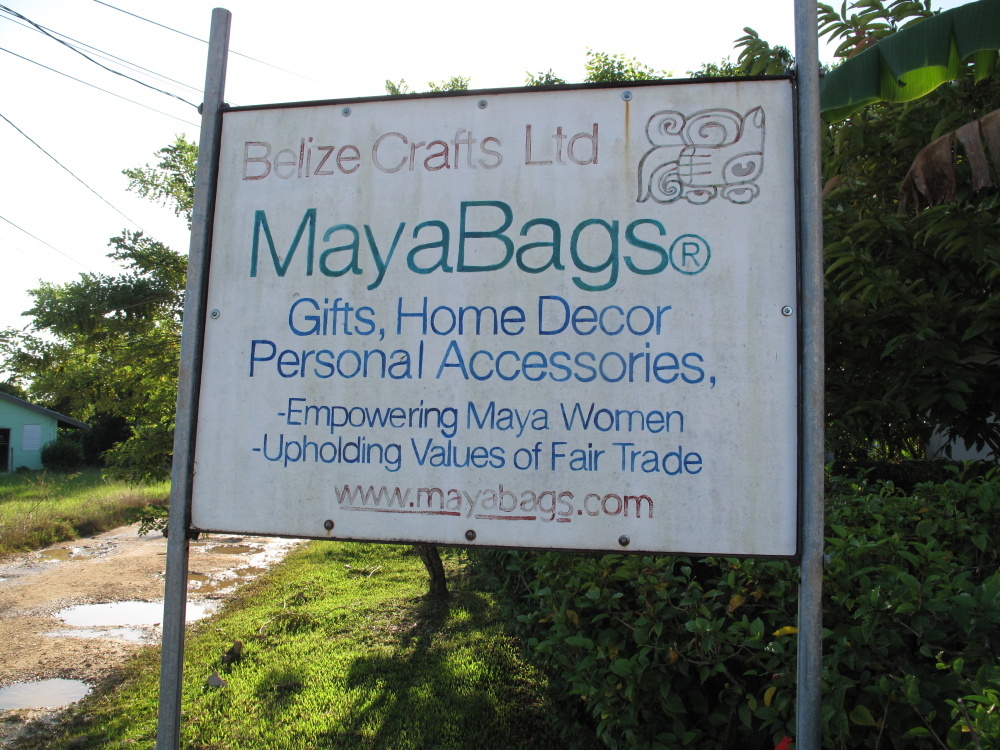 Belize Crafts Ltd
MayaBags®
Gifts, Home Decor
Personal Accessories,
-Empowering Maya Women
-Upholding Values of Fair Trade
www.mayabags.com